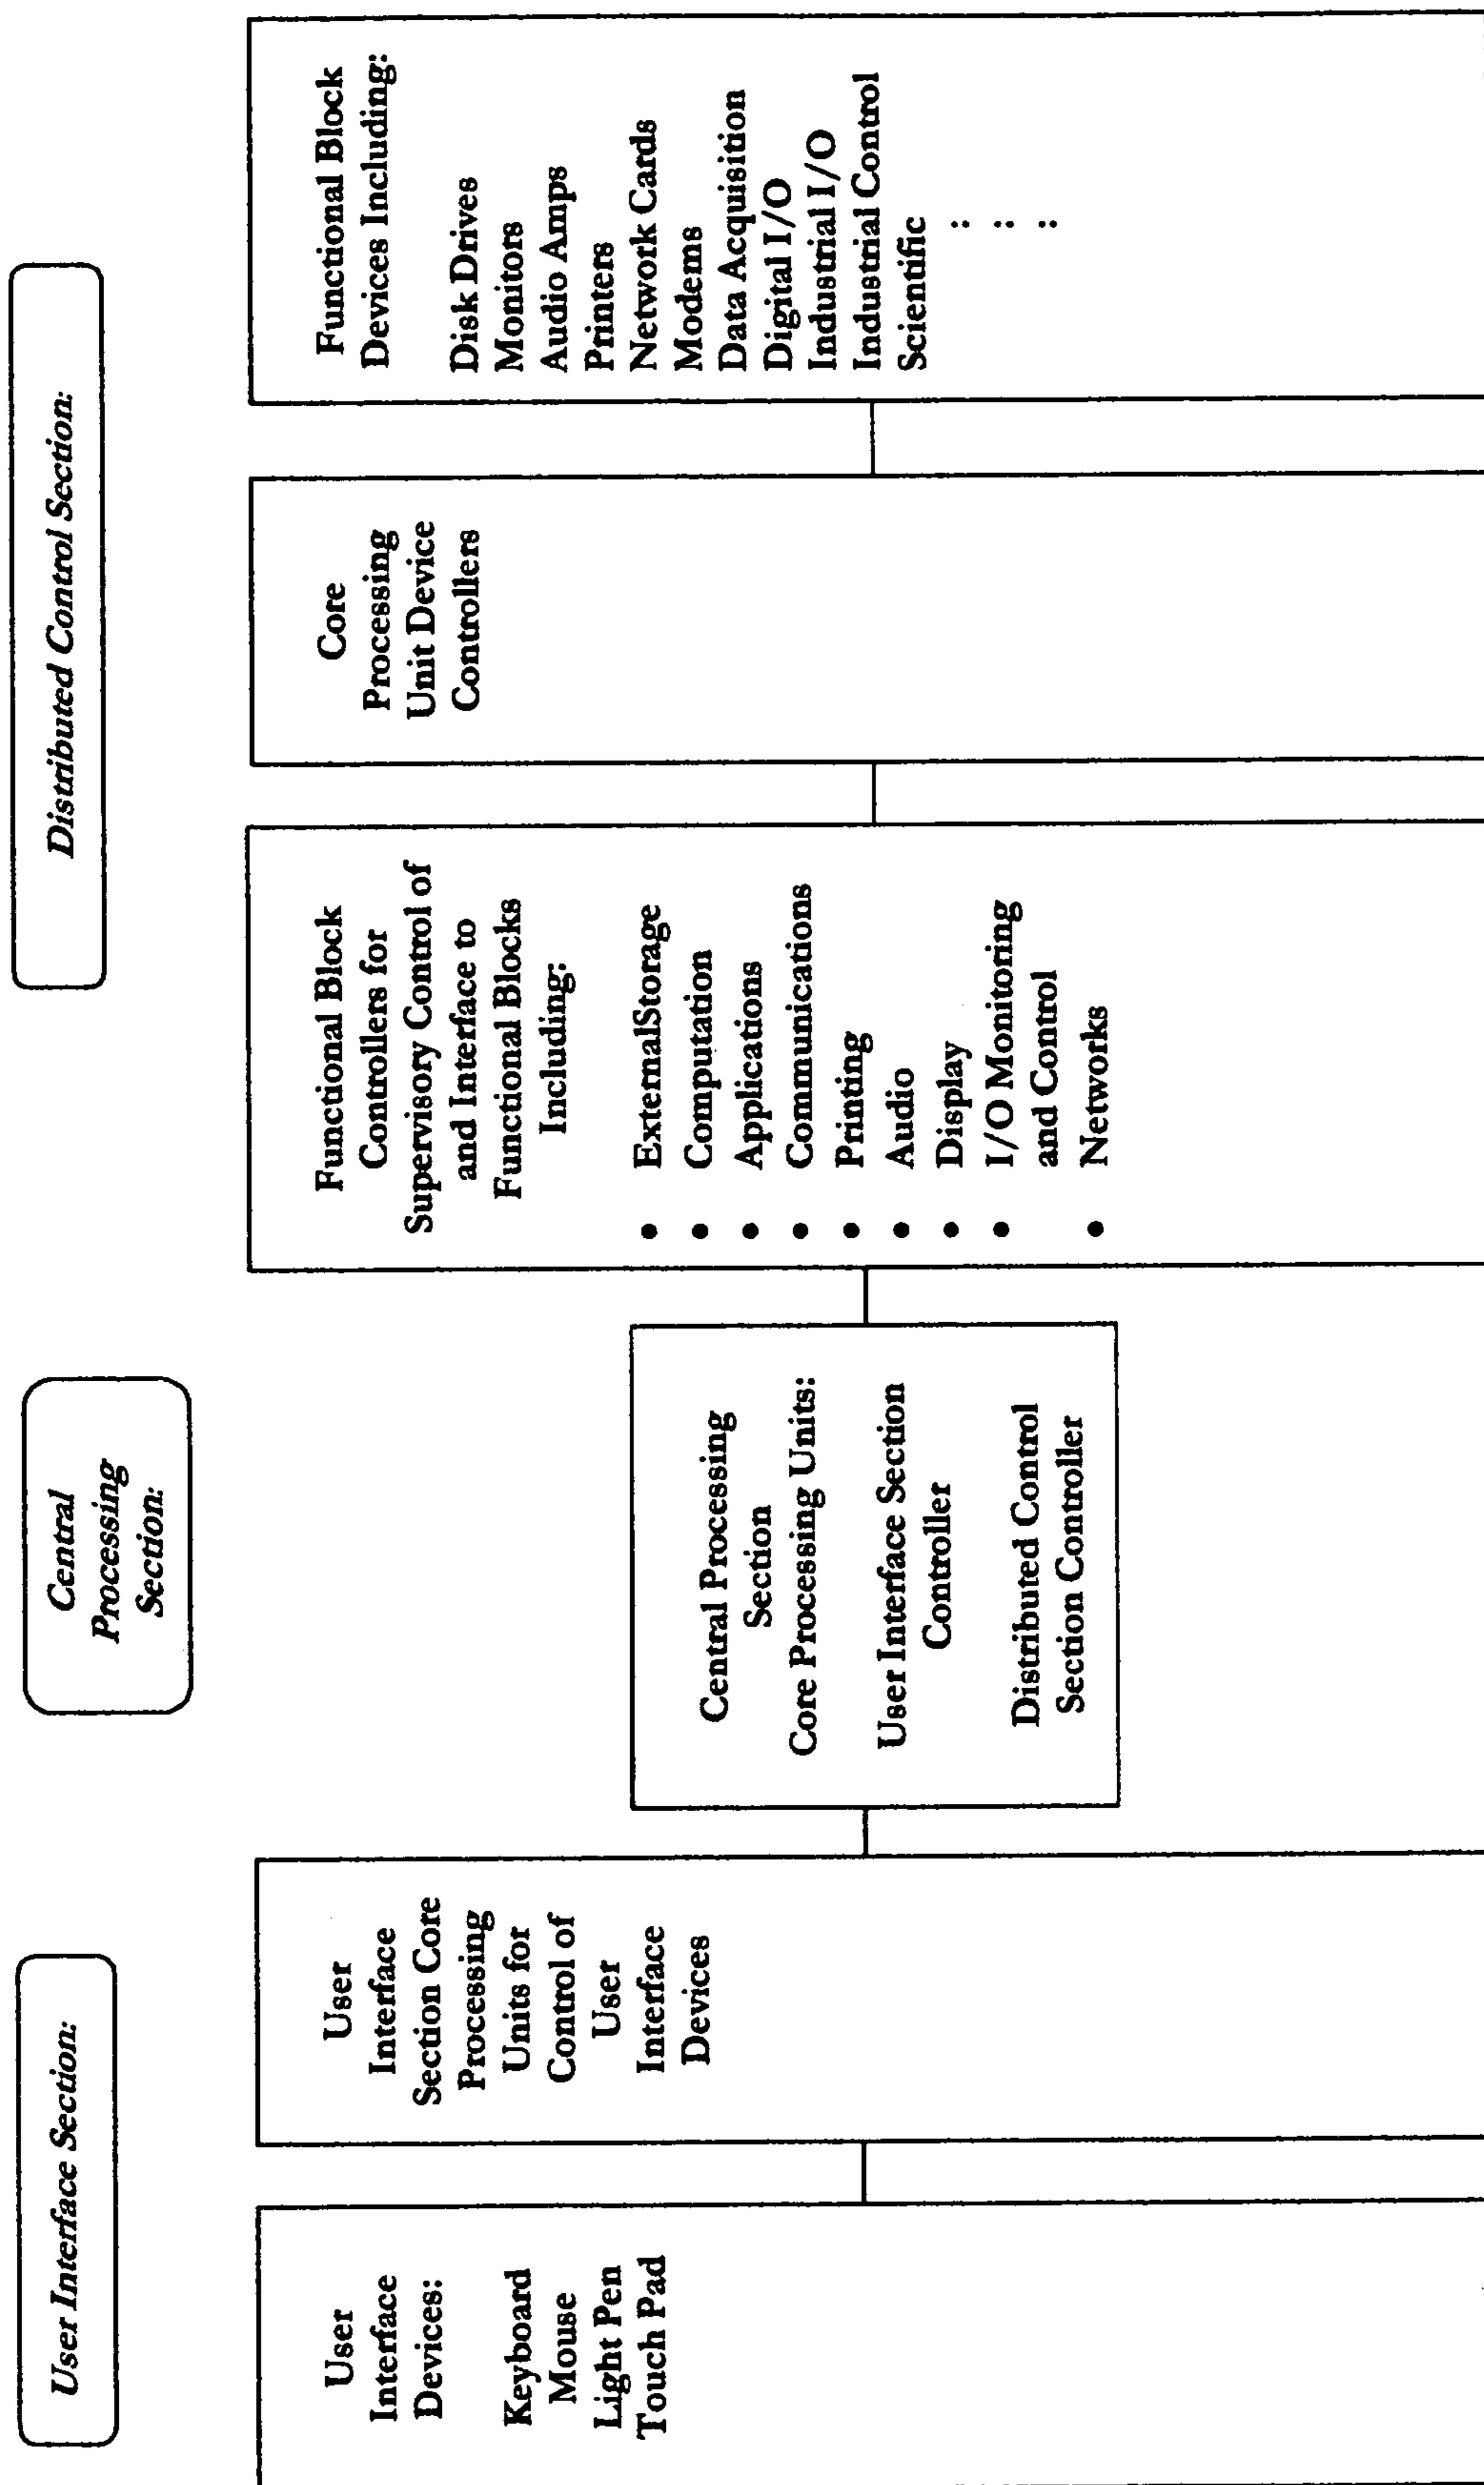 User Interface Section:
Central
Processing
Section:
Distributed Control Section:
User
Interface
Devices:
Keyboard
Mouse
Light Pen
Touch Pad
User
Interface
Section Core
Processing
Units for
Control of
User
Interface
Devices
Central Processing
Section
Core Processing Units:
User Interface Section
Controller
Distributed Control
Section Controller
Functional Block
Controllers for
Supervisory Control of
and Interface to
Functional Blocks
Including:
• ExternalStorage
• Computation
• Applications
• Communications
• Printing
• Audio
• Display
• I/O Monitoring
and Control
• Networks
Core
Processing
Unit Device
Controllers
Functional Block
Devices Including:
Disk Drives
Monitors
Audio Amps
Printers
Network Cards
Modems
Data Acquisition
Digital I/O
Industrial I/O
Industrial Control
Scientific
:
:
: